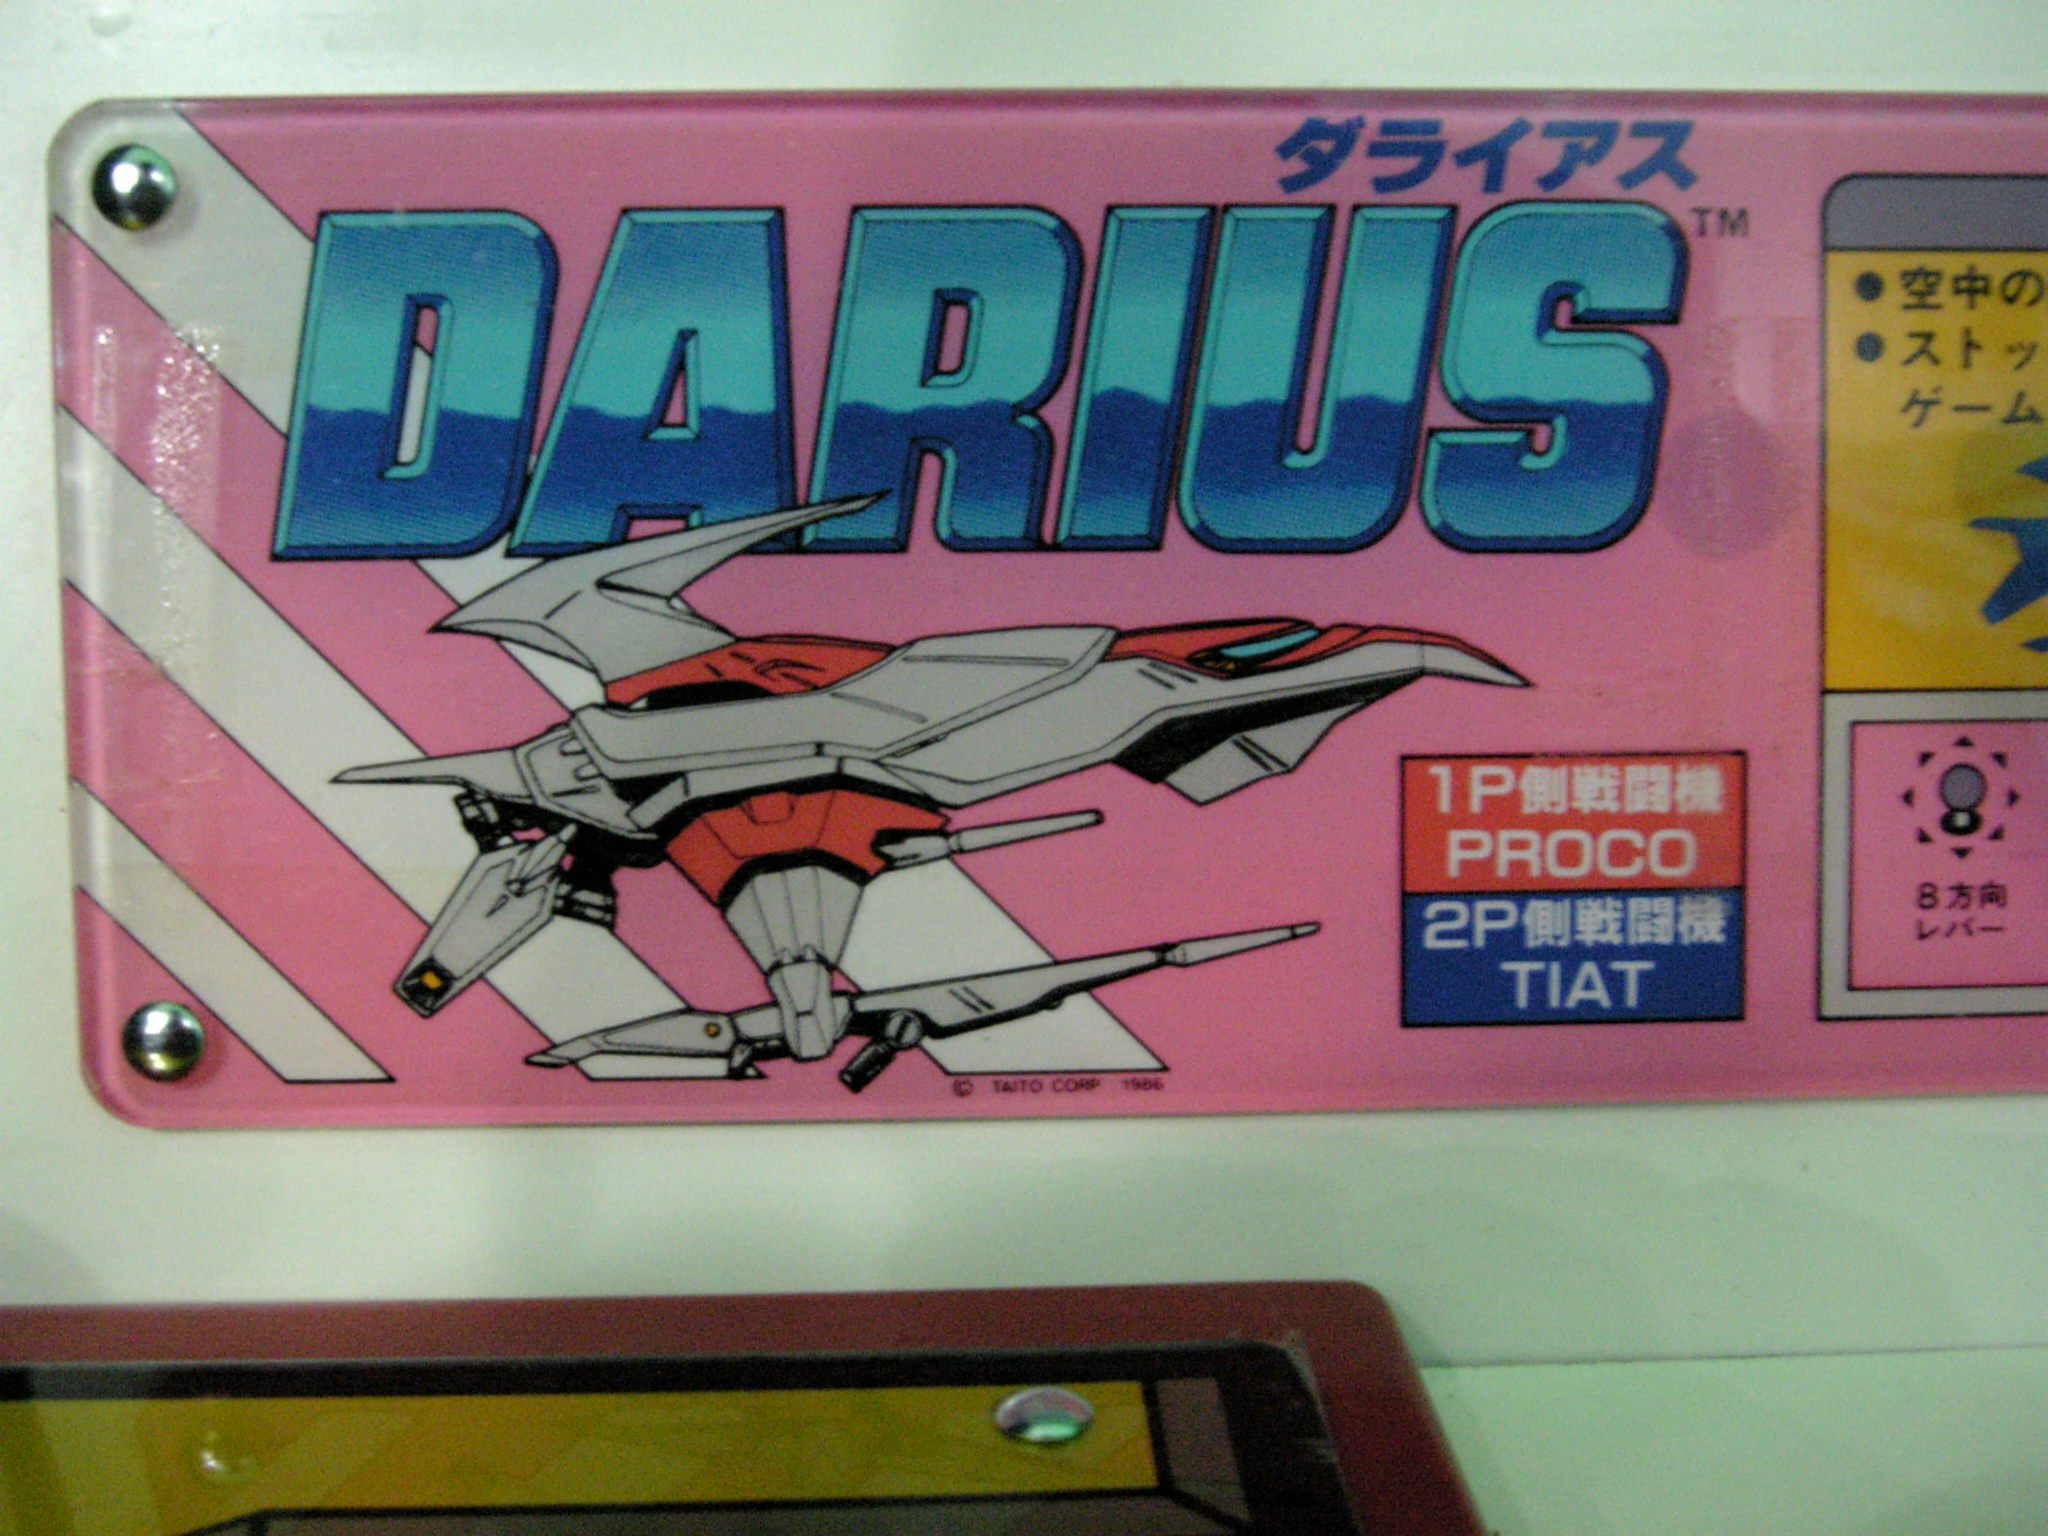 ダライアス
DARIUS™
1P側戦闘機
PROCO
2P側戦闘機
TIAT
© TAITO CORP 1986
●空中の
●ストッ
ゲーム
8方向
レバー